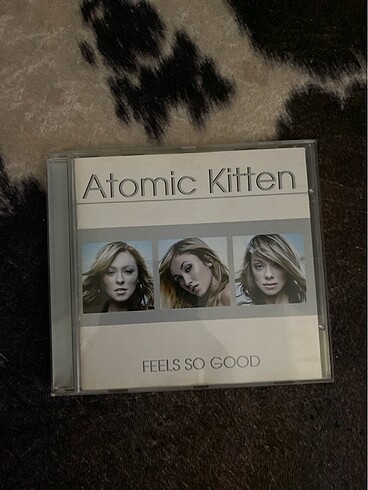 Atomic Kitten
FEELS SO GOOD